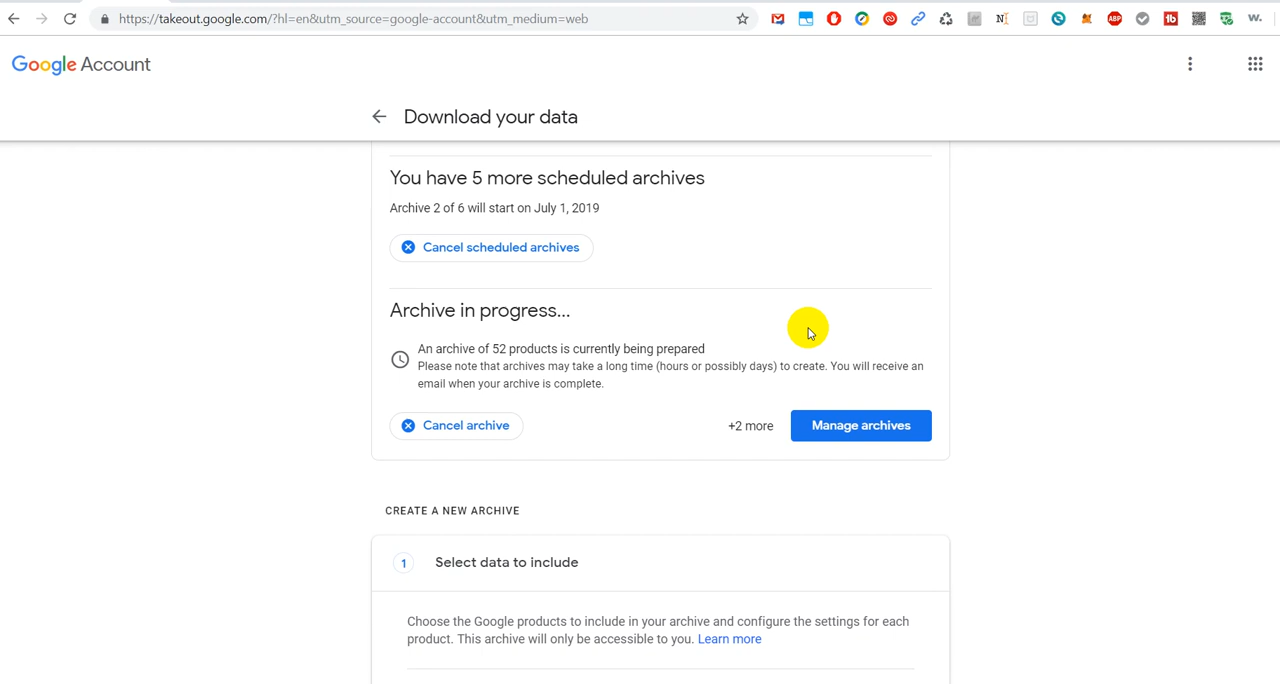 https://takeout.google.com/?hl=en&utm_source=google-account&utm_medium=web
ABP
tb
w.
Google Account
Download your data
You have 5 more scheduled archives
Archive 2 of 6 will start on July 1, 2019
Cancel scheduled archives
Archive in progress...
An archive of 52 products is currently being prepared
Please note that archives may take a long time (hours or possibly days) to create. You will receive an
email when your archive is complete.
Cancel archive
+2 more
Manage archives
CREATE A NEW ARCHIVE
1
Select data to include
Choose the Google products to include in your archive and configure the settings for each
product. This archive will only be accessible to you. Learn more